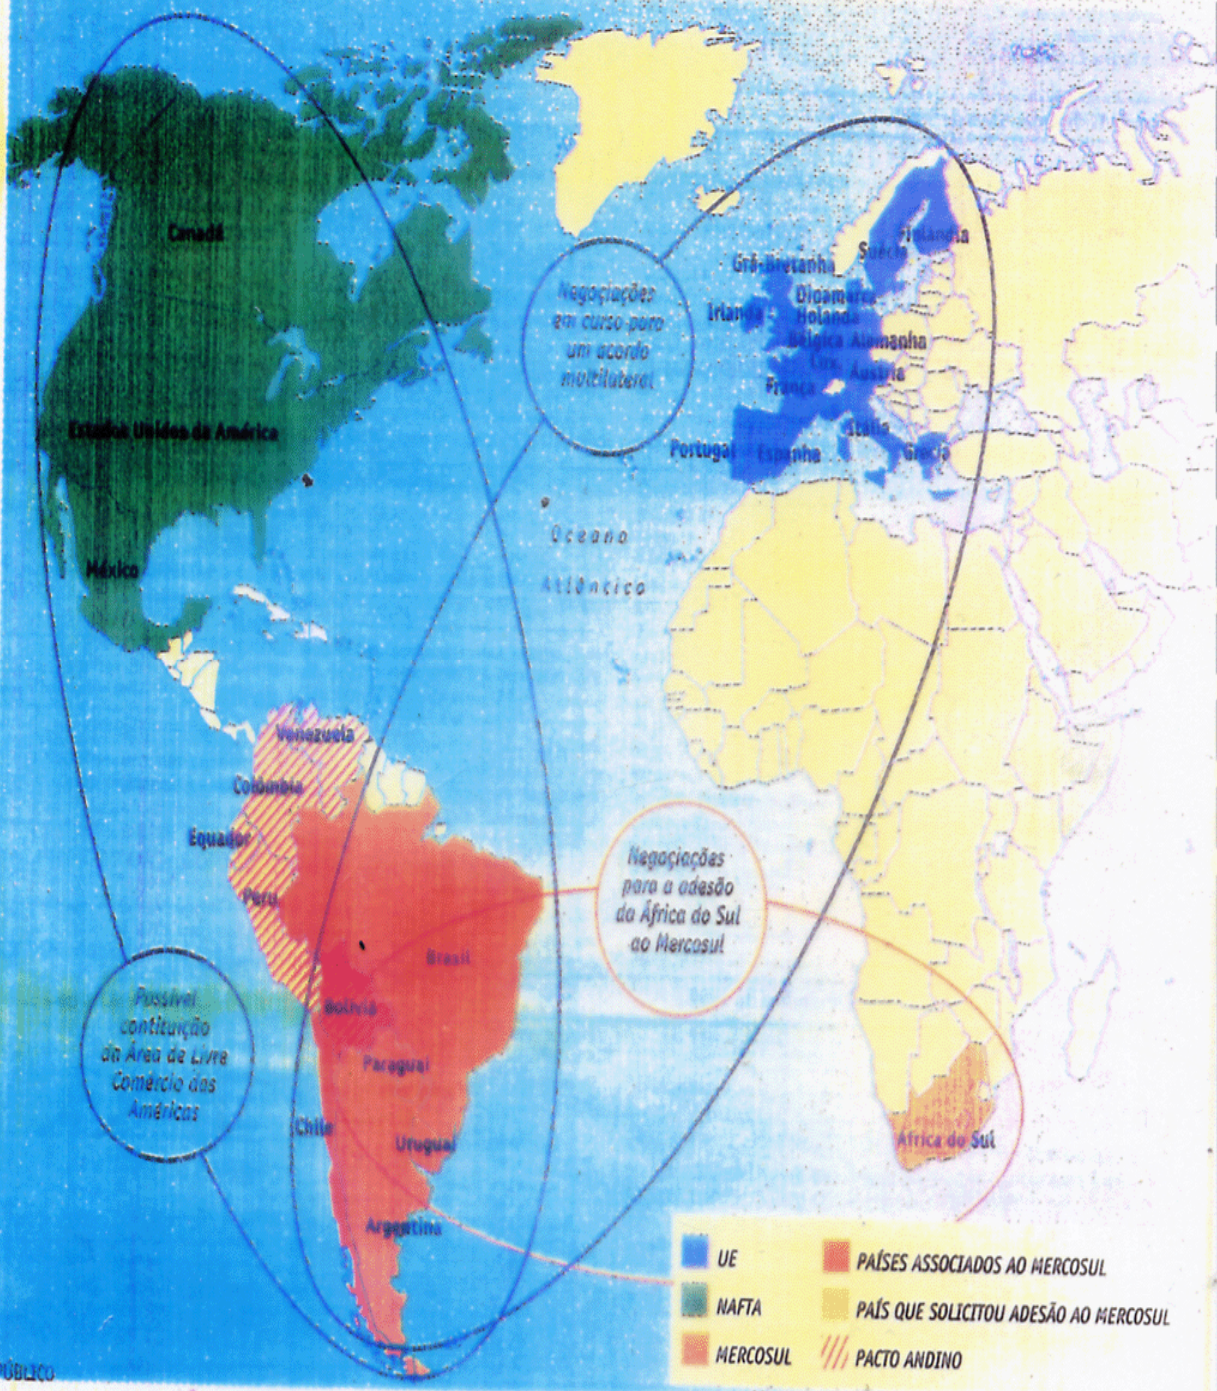 Canadá
Estados Unidos da América
México
Negociações
em curso para
um acordo
multilateral
Finlândia
Suécia
Grã-Bretanha
Dinamarca
Irlanda
Holanda
Bélgica Alemanha
Lux.
Áustria
França
Itália
Portugal
Espanha
Grécia
Oceano
Atlântico
Venezuela
Colômbia
Equador
Peru
Brasil
Bolívia
Paraguai
Chile
Uruguai
Argentina
Negociações
para a adesão
da África do Sul
ao Mercosul
Possível
contituição
da Área de Livre
Comércio das
Américas
África do Sul
UE
NAFTA
MERCOSUL
PAÍSES ASSOCIADOS AO MERCOSUL
PAÍS QUE SOLICITOU ADESÃO AO MERCOSUL
PACTO ANDINO
PÚBLICO